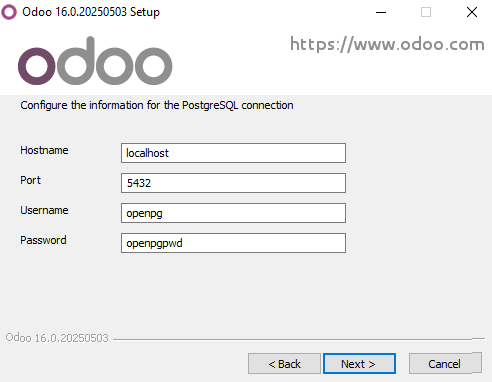 Odoo 16.0.20250503 Setup
https://www.odoo.com
odoo
Configure the information for the PostgreSQL connection
Hostname localhost
Port 5432
Username openpg
Password openpgpwd
Odoo 16.0.20250503
< Back Next > Cancel